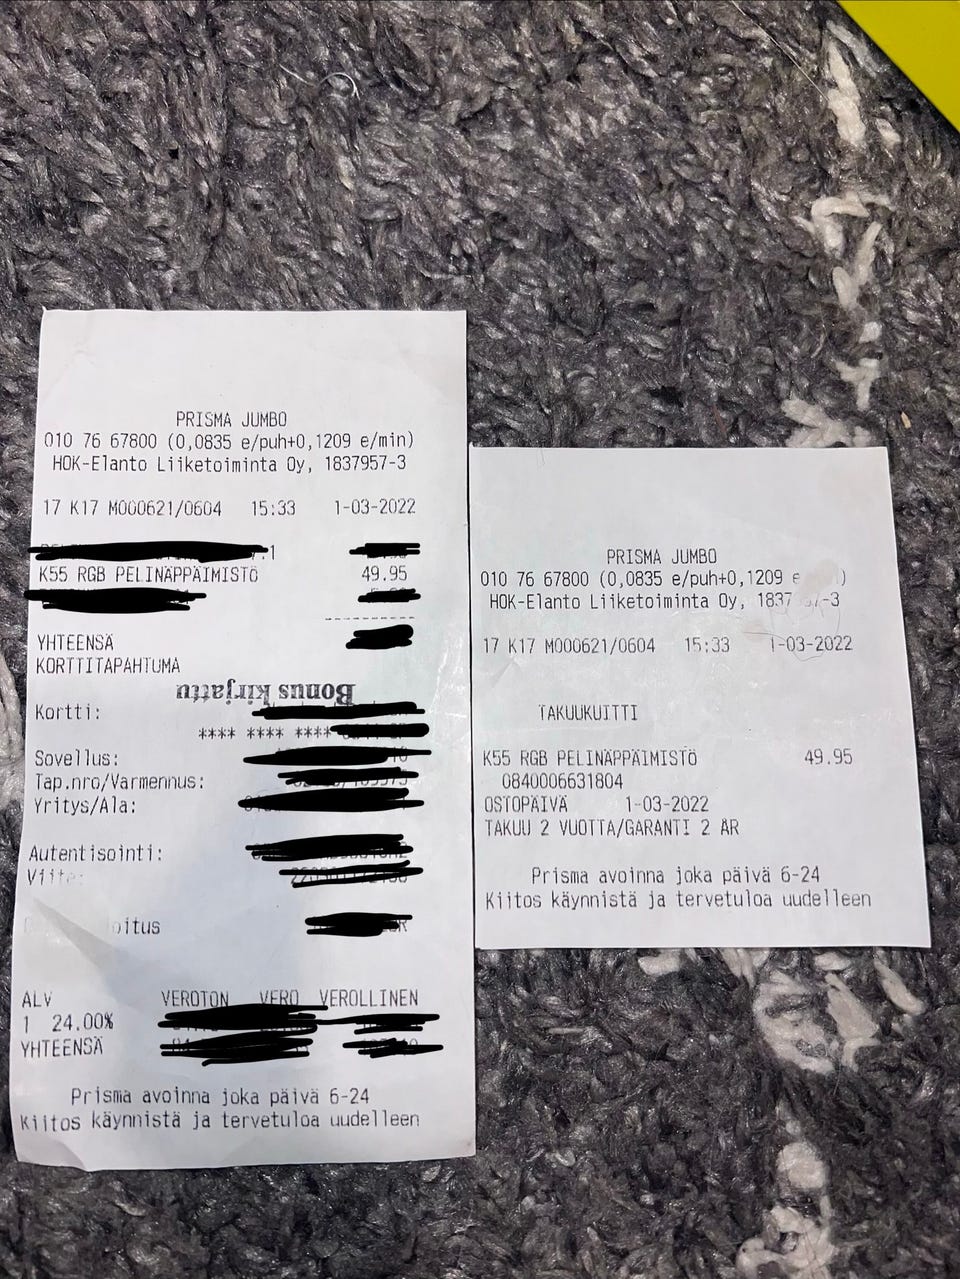 PRISMA JUMBO
010 76 67800 (0,0835 e/puh+0,1209 e/min)
HOK-Elanto Liiketoiminta Oy, 1837957-3
17 K17 M000621/0604 15:33 1-03-2022
K55 RGB PELINÄPPÄIMISTÖ 49.95
YHTEENSÄ
KORTTITAPAHTUMA
Bonus kirjattu
Kortti:
**** **** ****
Sovellus:
Tap.nro/Varmennus:
Yritys/Ala:
Autentisointi:
Viite:
ALV VEROTON VERO VEROLLINEN
1 24.00%
YHTEENSÄ
Prisma avoinna joka päivä 6-24
Kiitos käynnistä ja tervetuloa uudelleen
PRISMA JUMBO
010 76 67800 (0,0835 e/puh+0,1209 e
HOK-Elanto Liiketoiminta Oy,
17 K17 M000621/0604 15:33 1-03-2022
TAKUUKUITTI
K55 RGB PELINÄPPÄIMISTÖ 49.95
0840006631804
OSTOPÄIVÄ 1-03-2022
TAKUU 2 VUOTTA/GARANTI 2 ÅR
Prisma avoinna joka päivä 6-24
Kiitos käynnistä ja tervetuloa uudelleen